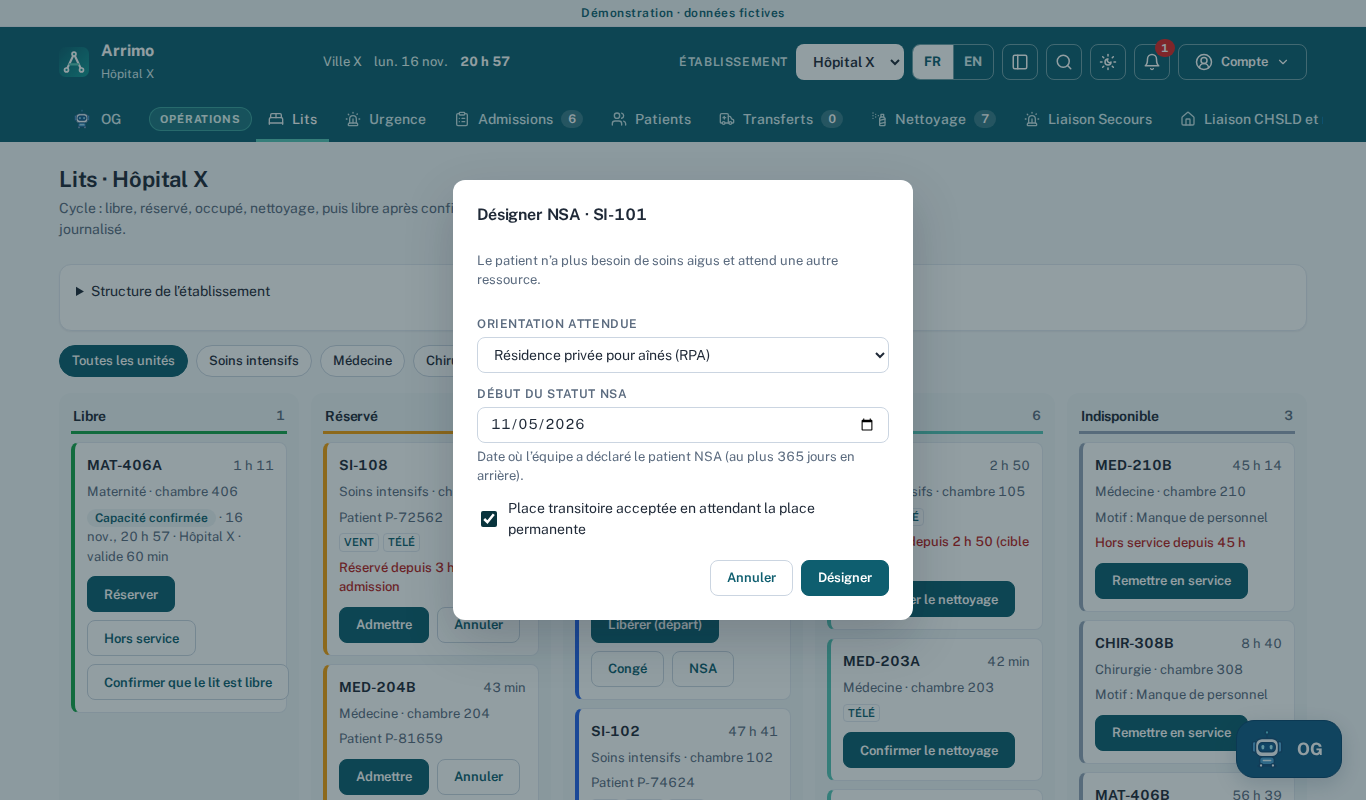 Démonstration · données fictives
Arrimo
Hôpital X
Ville X lun. 16 nov. 20 h 57
ÉTABLISSEMENT Hôpital X FR EN 1 Compte
OG OPÉRATIONS Lits Urgence Admissions 6 Patients Transferts 0 Nettoyage 7 Liaison Secours Liaison CHSLD et
Lits · Hôpital X
Cycle : libre, réservé, occupé, nettoyage, puis libre après
journalisé.
Structure de l'établissement
Toutes les unités Soins intensifs Médecine
Libre 1
MAT-406A 1 h 11
Maternité · chambre 406
Capacité confirmée · 16
nov., 20 h 57 · Hôpital X ·
valide 60 min
Réserver
Hors service
Confirmer que le lit est libre
Réservé
SI-108
Soins intensifs
Patient P-72562
VENT TÉLÉ
Réservé depuis 3 h
admission
Admettre Annuler
MED-204B 43 min
Médecine · chambre 204
Patient P-81659
Admettre Annuler
Libérer (départ)
Congé NSA
SI-102 47 h 41
Soins intensifs · chambre 102
Patient P-74624
6
2 h 50
chambre 105
depuis 2 h 50 (cible
le nettoyage
MED-203A 42 min
Médecine · chambre 203
TÉLÉ
Confirmer le nettoyage
Indisponible 3
MED-210B 45 h 14
Médecine · chambre 210
Motif : Manque de personnel
Hors service depuis 45 h
Remettre en service
CHIR-308B 8 h 40
Chirurgie · chambre 308
Motif : Manque de personnel
Remettre en service
MAT-406B 56 h 39
Désigner NSA · SI-101
Le patient n'a plus besoin de soins aigus et attend une autre
ressource.
ORIENTATION ATTENDUE
Résidence privée pour aînés (RPA)
DÉBUT DU STATUT NSA
11/05/2026
Date où l'équipe a déclaré le patient NSA (au plus 365 jours en
arrière).
Place transitoire acceptée en attendant la place
permanente
Annuler Désigner
OG